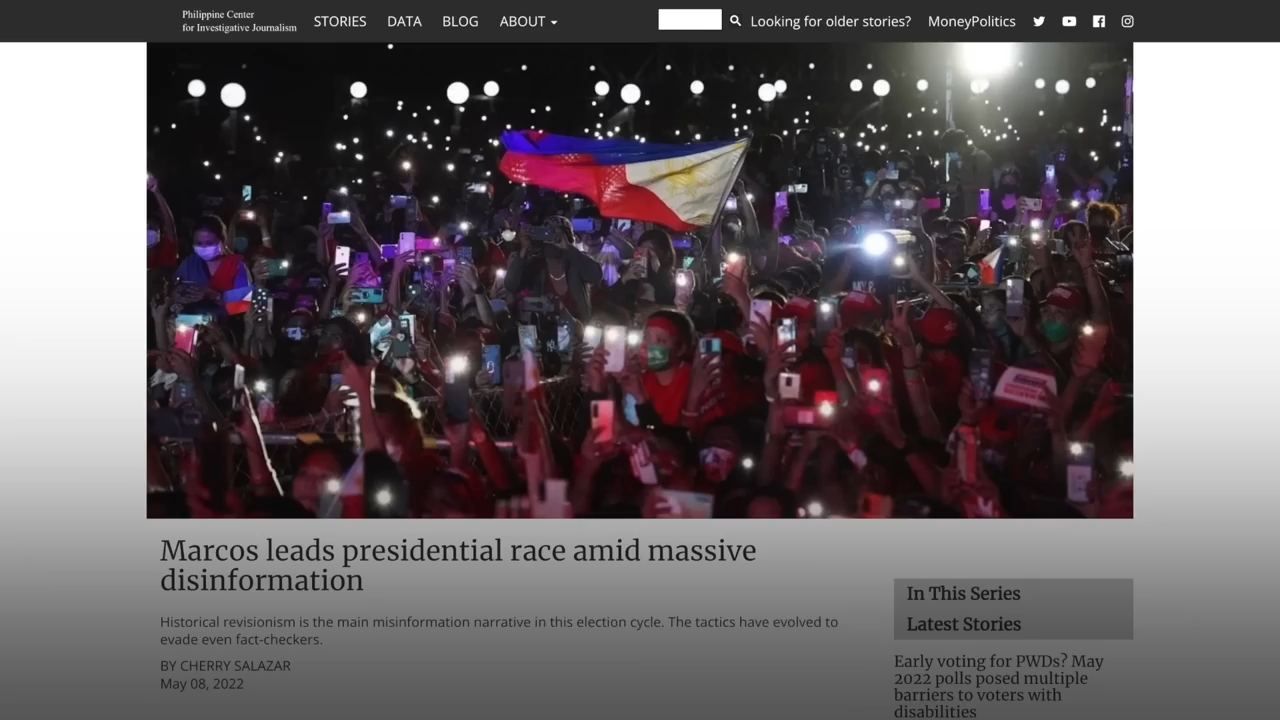 Philippine Center
for Investigative Journalism
STORIES DATA BLOG ABOUT
Looking for older stories? MoneyPolitics
Marcos leads presidential race amid massive
disinformation
Historical revisionism is the main misinformation narrative in this election cycle. The tactics have evolved to
evade even fact-checkers.
BY CHERRY SALAZAR
May 08, 2022
In This Series
Latest Stories
Early voting for PWDs? May
2022 polls posed multiple
barriers to voters with
disabilities